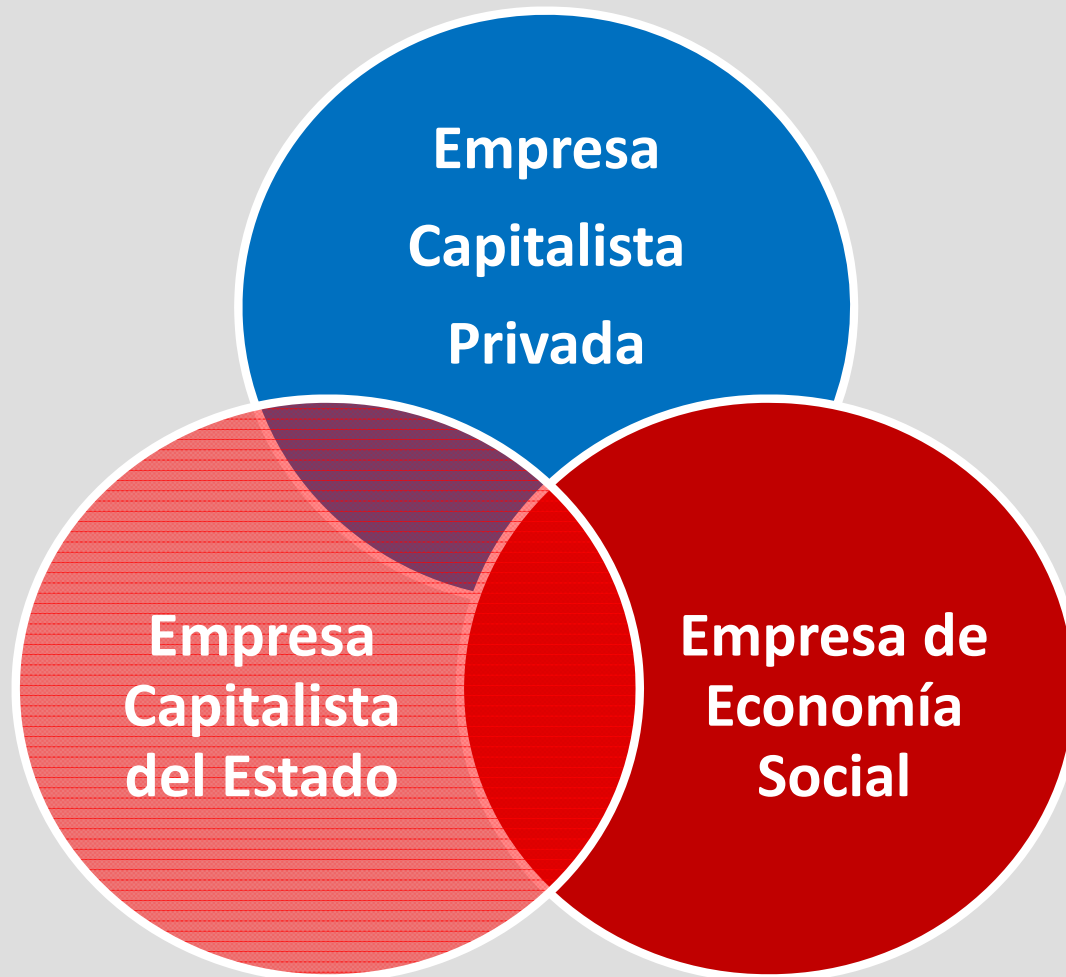 Empresa
Capitalista
Privada
Empresa
Capitalista
del Estado
Empresa de
Economía
Social